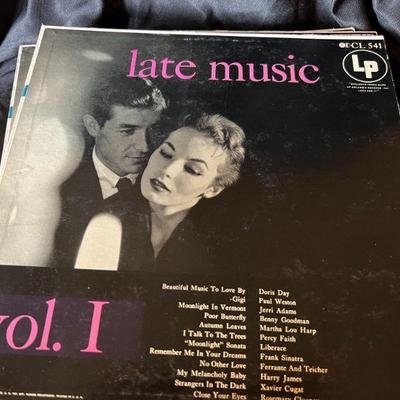 CL 541
late music
Lp
vol. I
Beautiful Music To Love By Doris Day
-Gigi Paul Weston
Moonlight In Vermont Jerri Adams
Poor Butterfly Benny Goodman
Autumn Leaves Martha Lou Harp
I Talk To The Trees Percy Faith
"Moonlight" Sonata Liberace
Remember Me In Your Dreams Frank Sinatra
No Other Love Ferrante And Teicher
My Melancholy Baby Harry James
Strangers In The Dark Xavier Cugat
Close Your Eyes Rosemary